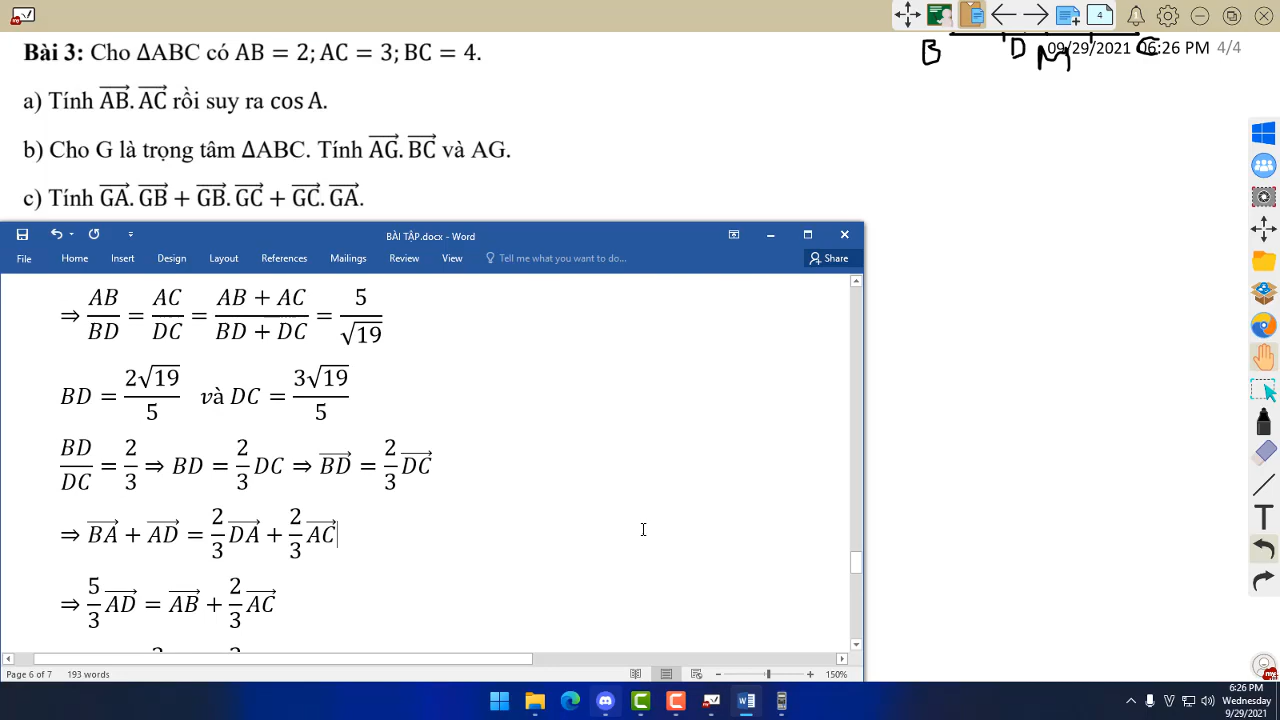 09/29/2021 06:26 PM 4/4
4
B D M C
Bài 3: Cho ΔABC có AB = 2; AC = 3; BC = 4.
a) Tính \overrightarrow{AB}.\overrightarrow{AC} rồi suy ra cos A.
b) Cho G là trọng tâm ΔABC. Tính \overrightarrow{AG}.\overrightarrow{BC} và AG.
c) Tính \overrightarrow{GA}.\overrightarrow{GB} + \overrightarrow{GB}.\overrightarrow{GC} + \overrightarrow{GC}.\overrightarrow{GA}.
BÀI TẬP.docx - Word
File Home Insert Design Layout References Mailings Review View Tell me what you want to do... Share
⇒ \frac{AB}{BD} = \frac{AC}{DC} = \frac{AB + AC}{BD + DC} = \frac{5}{\sqrt{19}}
BD = \frac{2\sqrt{19}}{5} và DC = \frac{3\sqrt{19}}{5}
\frac{BD}{DC} = \frac{2}{3} ⇒ BD = \frac{2}{3}DC ⇒ \overrightarrow{BD} = \frac{2}{3}\overrightarrow{DC}
⇒ \overrightarrow{BA} + \overrightarrow{AD} = \frac{2}{3}\overrightarrow{DA} + \frac{2}{3}\overrightarrow{AC}
⇒ \frac{5}{3}\overrightarrow{AD} = \overrightarrow{AB} + \frac{2}{3}\overrightarrow{AC}
Page 6 of 7 193 words 150%
my
6:26 PM
Wednesday
9/29/2021